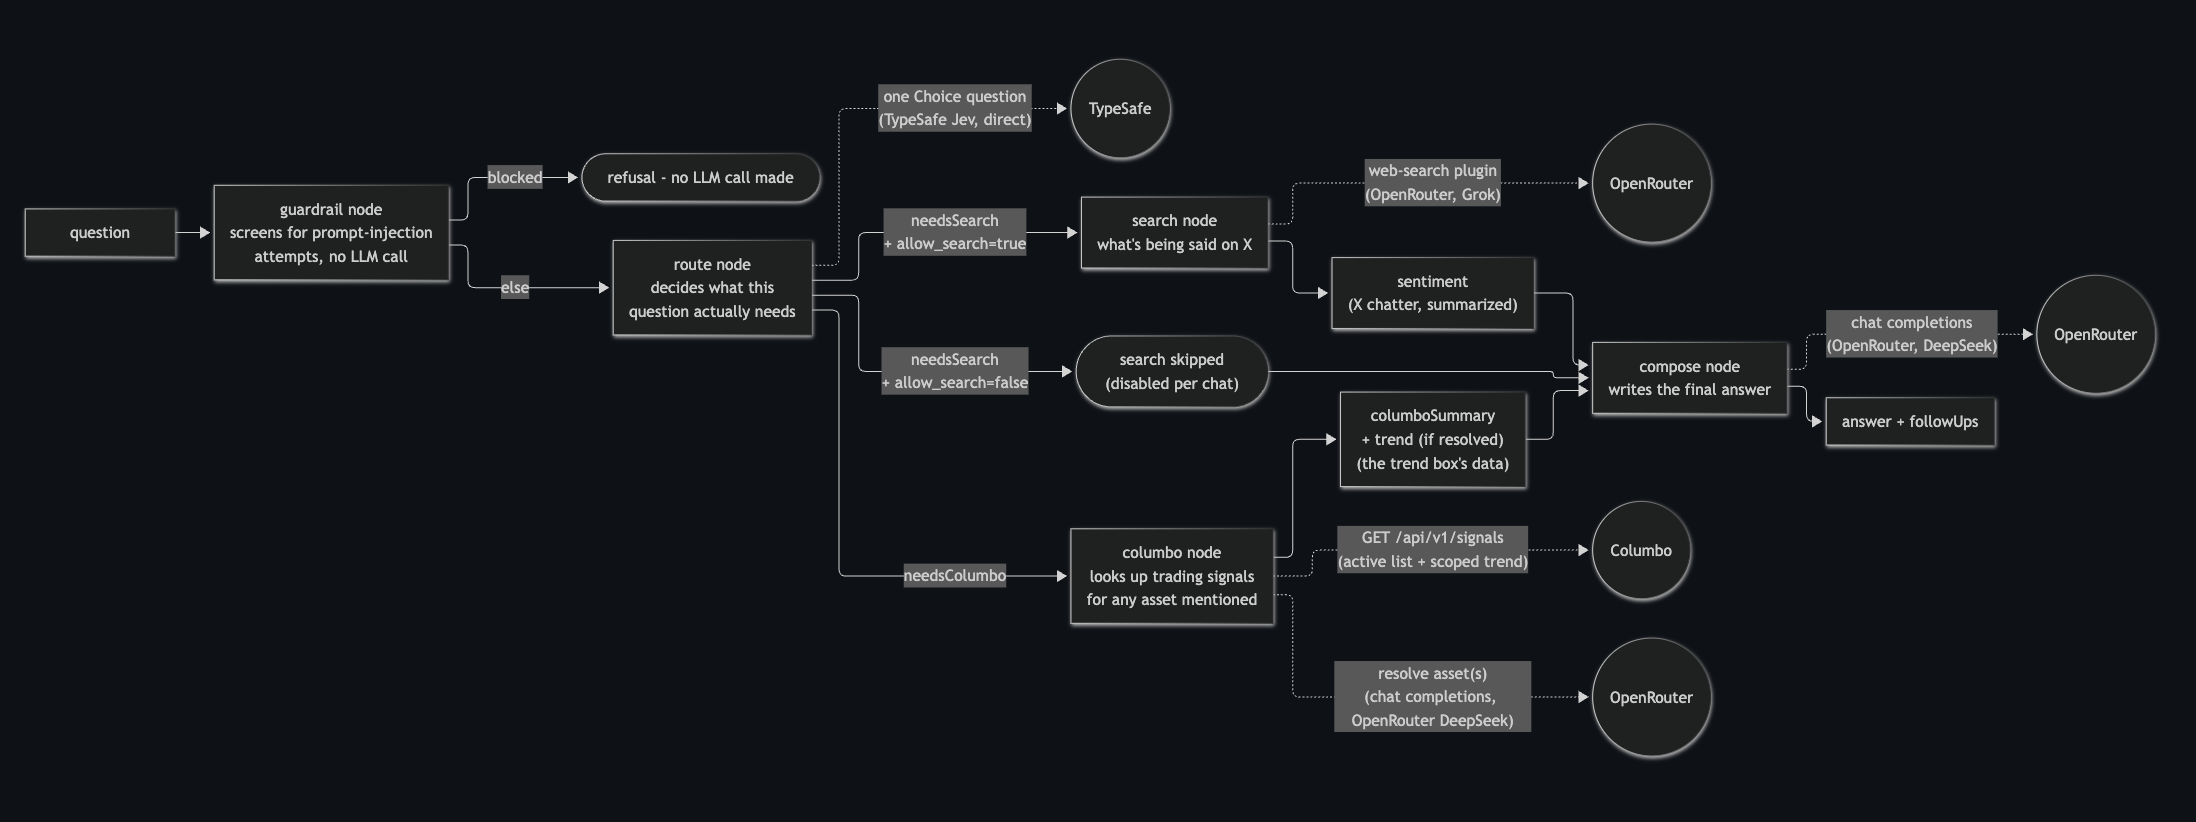 question
guardrail node
screens for prompt-injection
attempts, no LLM call
blocked
refusal - no LLM call made
else
route node
decides what this
question actually needs
one Choice question
(TypeSafe Jev, direct)
TypeSafe
needsSearch
+ allow_search=true
search node
what's being said on X
web-search plugin
(OpenRouter, Grok)
OpenRouter
sentiment
(X chatter, summarized)
needsSearch
+ allow_search=false
search skipped
(disabled per chat)
columboSummary
+ trend (if resolved)
(the trend box's data)
compose node
writes the final answer
chat completions
(OpenRouter, DeepSeek)
OpenRouter
answer + followUps
needsColumbo
columbo node
looks up trading signals
for any asset mentioned
GET /api/v1/signals
(active list + scoped trend)
Columbo
resolve asset(s)
(chat completions,
OpenRouter DeepSeek)
OpenRouter